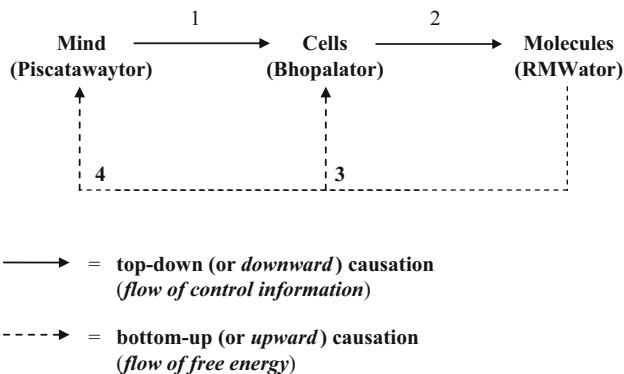 1 2
Mind Cells Molecules
(Piscatawaytor) (Bhopalator) (RMWator)
4 3
= top-down (or downward) causation
(flow of control information)
= bottom-up (or upward) causation
(flow of free energy)